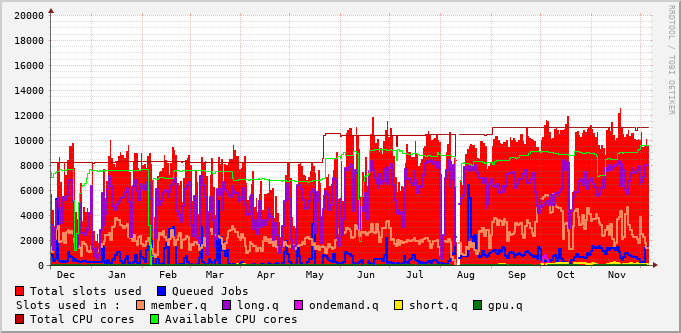 20000
18000
16000
14000
12000
10000
8000
6000
4000
2000
0
Dec Jan Feb Mar Apr May Jun Jul Aug Sep Oct Nov
RRDTOOL / TOBI OETIKER
Total slots used Queued Jobs
Slots used in : member.q long.q ondemand.q short.q gpu.q
Total CPU cores Available CPU cores